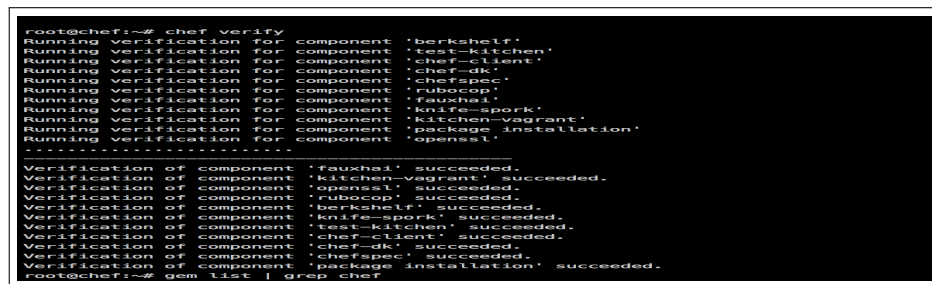 root@chef:~# chef verify
Running verification for component 'berkshelf'
Running verification for component 'test-kitchen'
Running verification for component 'chef-client'
Running verification for component 'chef-dk'
Running verification for component 'chefspec'
Running verification for component 'rubocop'
Running verification for component 'fauxhai'
Running verification for component 'knife-spork'
Running verification for component 'kitchen-vagrant'
Running verification for component 'package installation'
Running verification for component 'openssl'
..........................
---------------------------------------------
Verification of component 'fauxhai' succeeded.
Verification of component 'kitchen-vagrant' succeeded.
Verification of component 'openssl' succeeded.
Verification of component 'rubocop' succeeded.
Verification of component 'berkshelf' succeeded.
Verification of component 'knife-spork' succeeded.
Verification of component 'test-kitchen' succeeded.
Verification of component 'chef-client' succeeded.
Verification of component 'chef-dk' succeeded.
Verification of component 'chefspec' succeeded.
Verification of component 'package installation' succeeded.
root@chef:~# gem list | grep chef